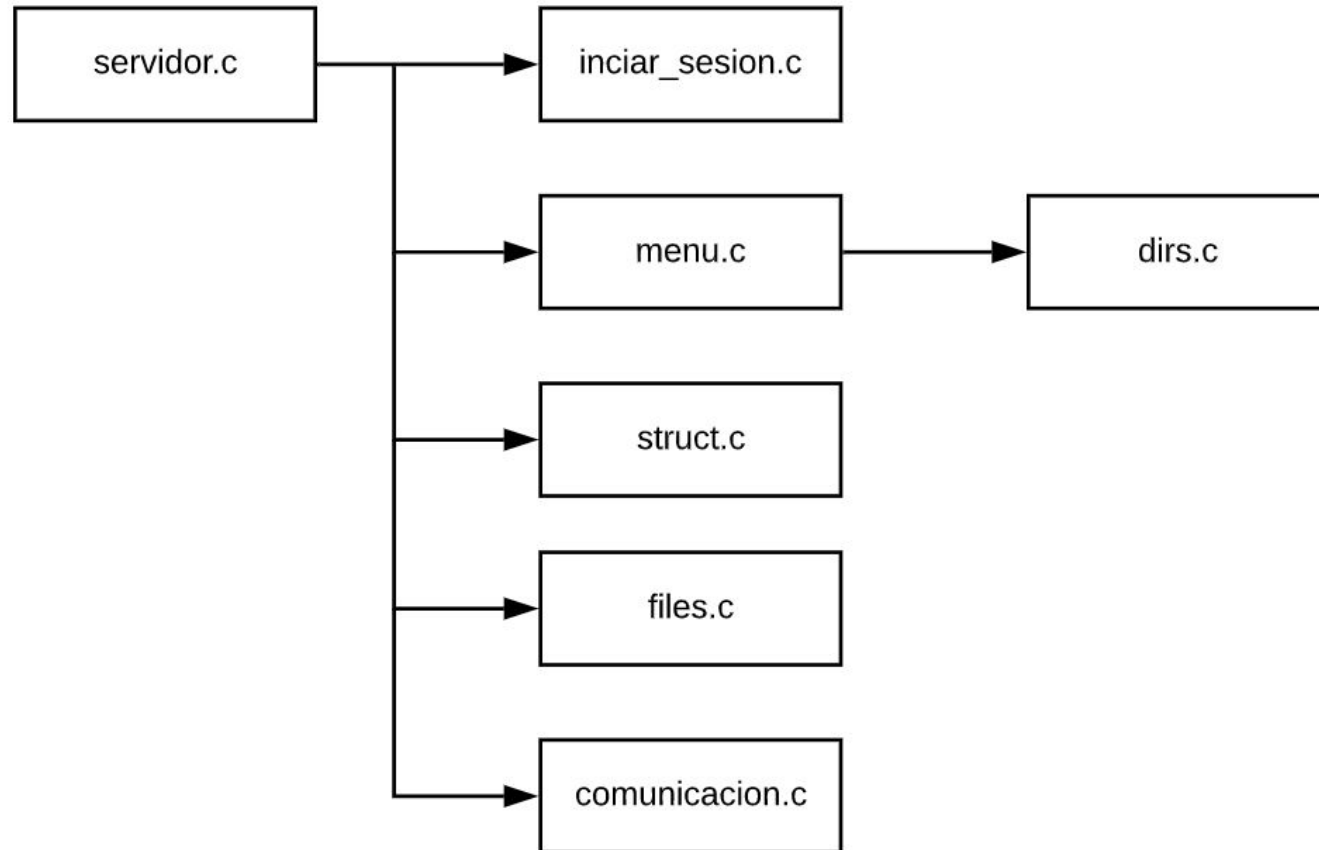 servidor.c
inciar_sesion.c
menu.c
dirs.c
struct.c
files.c
comunicacion.c